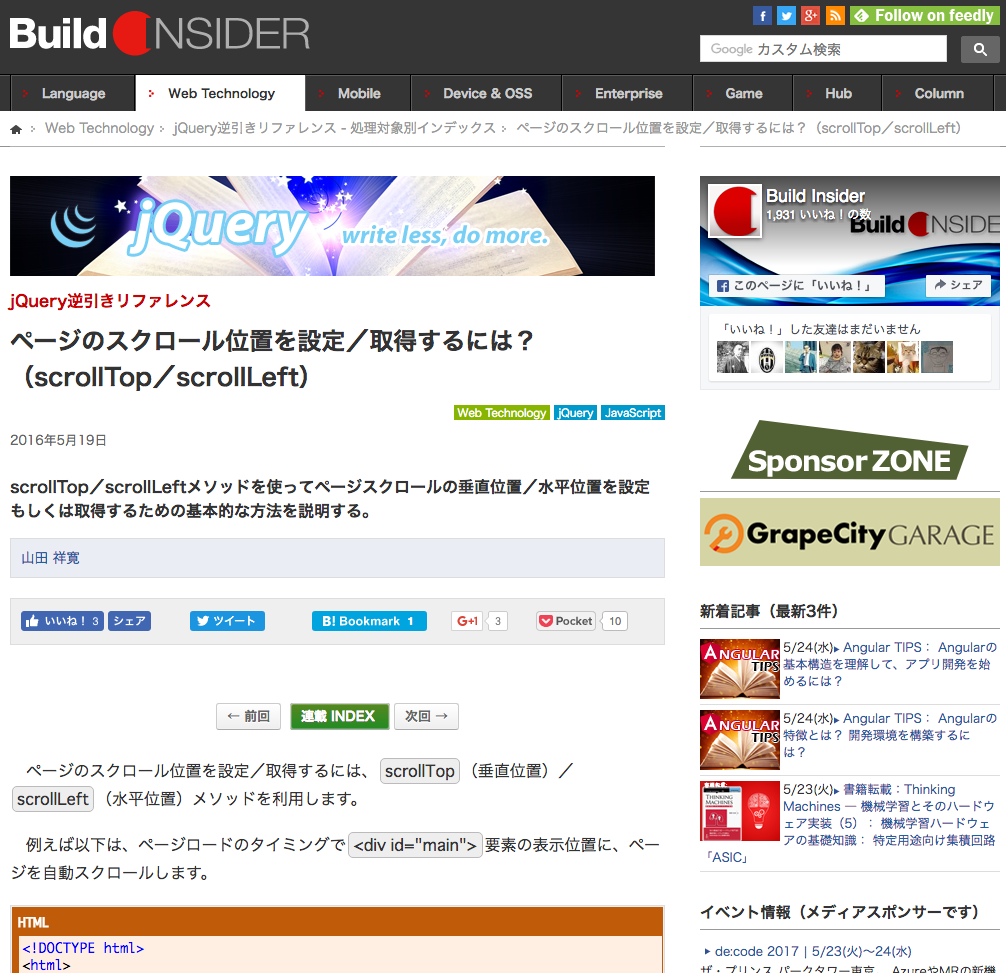 Build INSIDER
Follow on feedly
Google カスタム検索
Language
Web Technology
Mobile
Device & OSS
Enterprise
Game
Hub
Column
Web Technology
jQuery逆引きリファレンス - 処理対象別インデックス
ページのスクロール位置を設定／取得するには？（scrollTop／scrollLeft）
jQuery
write less, do more.
jQuery逆引きリファレンス
ページのスクロール位置を設定／取得するには？
（scrollTop／scrollLeft）
Web Technology jQuery JavaScript
2016年5月19日
scrollTop／scrollLeftメソッドを使ってページスクロールの垂直位置／水平位置を設定
もしくは取得するための基本的な方法を説明する。
山田 祥寛
いいね！ 3 シェア
ツイート
B! Bookmark 1
G+1 3
Pocket 10
← 前回
連載 INDEX
次回 →
ページのスクロール位置を設定／取得するには、 scrollTop （垂直位置）／
scrollLeft （水平位置）メソッドを利用します。
例えば以下は、ページロードのタイミングで <div id="main"> 要素の表示位置に、ペー
ジを自動スクロールします。
HTML
<!DOCTYPE html>
<html>
Build Insider
1,931 いいね！の数
Build INSIDE
このページに「いいね！」
シェア
「いいね！」した友達はまだいません
Sponsor ZONE
GrapeCity GARAGE
新着記事（最新3件）
ANGULAR
TIPS
5/24(水) Angular TIPS： Angularの
基本構造を理解して、アプリ開発を始
めるには？
ANGULAR
TIPS
5/24(水) Angular TIPS： Angularの
特徴とは？ 開発環境を構築するに
は？
THINKING
MACHINES
5/23(火) 書籍転載：Thinking
Machines ― 機械学習とそのハードウ
ェア実装（5）： 機械学習ハードウェ
アの基礎知識： 特定用途向け集積回路
「ASIC」
イベント情報（メディアスポンサーです）
de:code 2017 | 5/23(火)～24(水)
ザ・プリンス パークタワー東京、 AzureやMRの新機